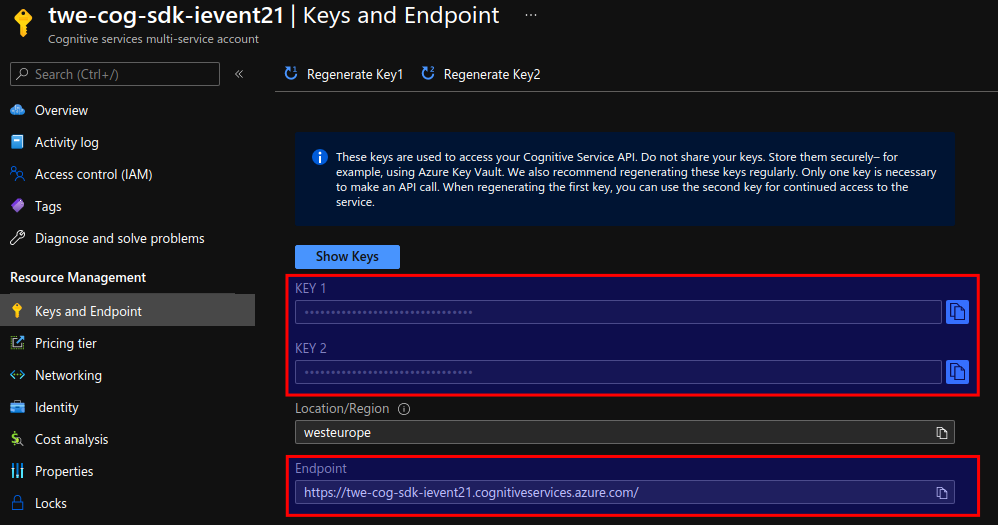 twe-cog-sdk-ievent21 | Keys and Endpoint ...
Cognitive services multi-service account
Search (Ctrl+/)
«
Regenerate Key1
Regenerate Key2
Overview
Activity log
Access control (IAM)
Tags
Diagnose and solve problems
Resource Management
Keys and Endpoint
Pricing tier
Networking
Identity
Cost analysis
Properties
Locks
These keys are used to access your Cognitive Service API. Do not share your keys. Store them securely– for
example, using Azure Key Vault. We also recommend regenerating these keys regularly. Only one key is necessary
to make an API call. When regenerating the first key, you can use the second key for continued access to the
service.
Show Keys
KEY 1
••••••••••••••••••••••••••••••••
KEY 2
••••••••••••••••••••••••••••••••
Location/Region
westeurope
Endpoint
https://twe-cog-sdk-ievent21.cognitiveservices.azure.com/